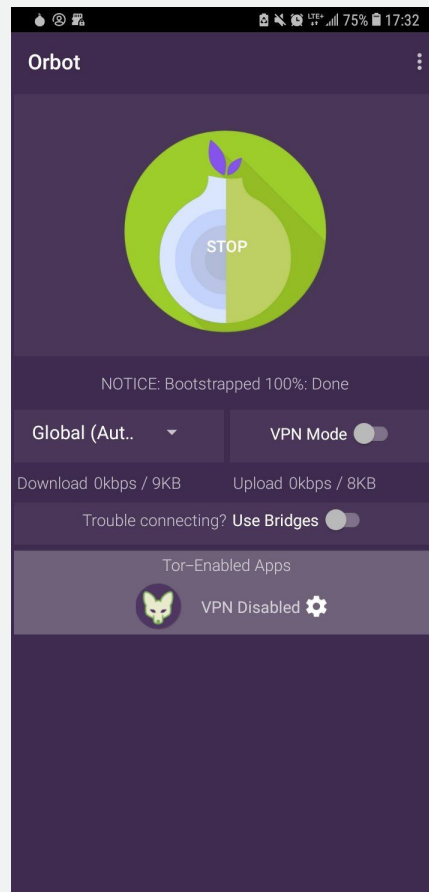 LTE+ 75% 17:32
Orbot
STOP
NOTICE: Bootstrapped 100%: Done
Global (Aut.. VPN Mode
Download 0kbps / 9KB Upload 0kbps / 8KB
Trouble connecting? Use Bridges
Tor-Enabled Apps
VPN Disabled